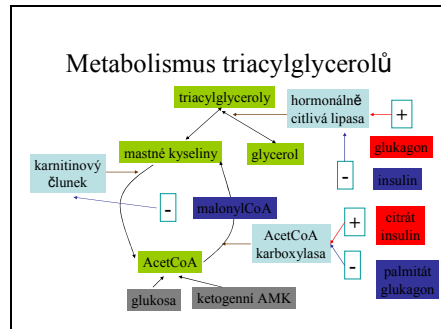 Metabolismus triacylglycerolů
triacylglyceroly
hormonálně
citlivá lipasa
+
glukagon
mastné kyseliny
glycerol
karnitinový
člunek
-
insulin
-
malonylCoA
citrát
insulin
+
AcetCoA
karboxylasa
AcetCoA
-
palmitát
glukagon
glukosa
ketogenní AMK